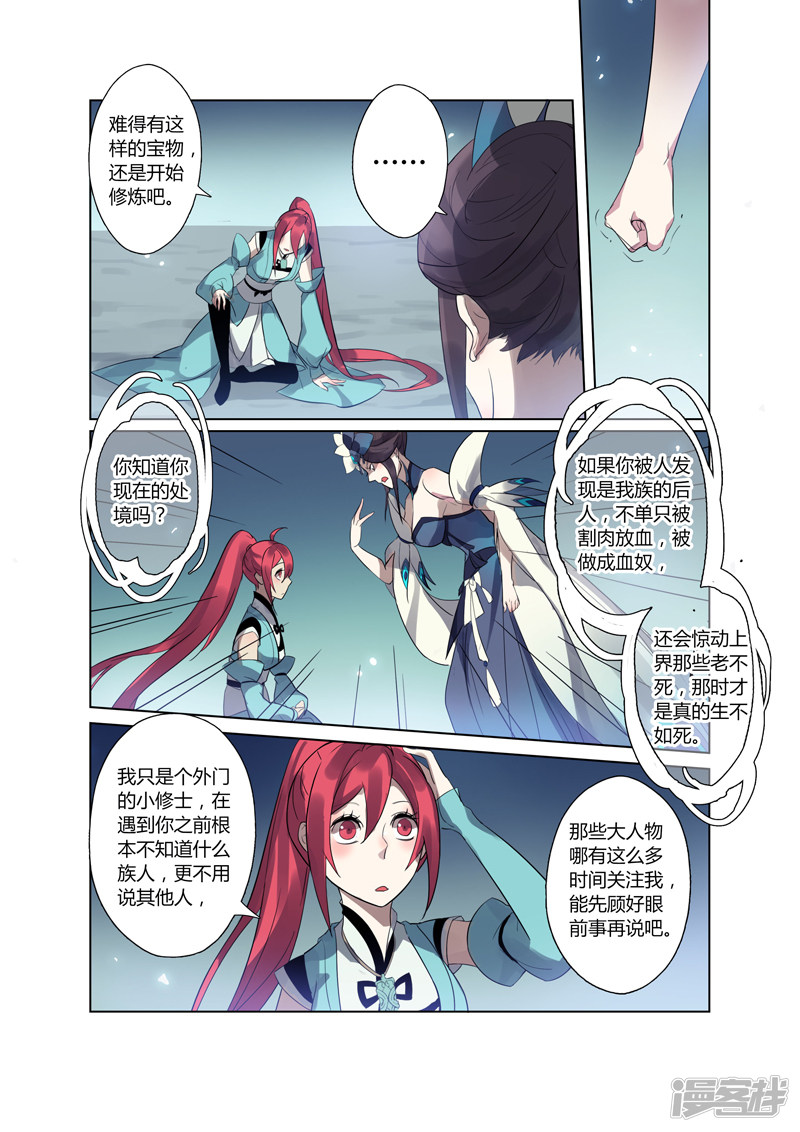 难得有这
样的宝物，
还是开始
修炼吧。
……
你知道你
现在的处
境吗？
如果你被人发
现是我族的后
人，不单只被
割肉放血，被
做成血奴，
还会惊动上
界那些老不
死，那时才
是真的生不
如死。
我只是个外门
的小修士，在
遇到你之前根
本不知道什么
族人，更不用
说其他人，
那些大人物
哪有这么多
时间关注我，
能先顾好眼
前事再说吧。
漫客栈